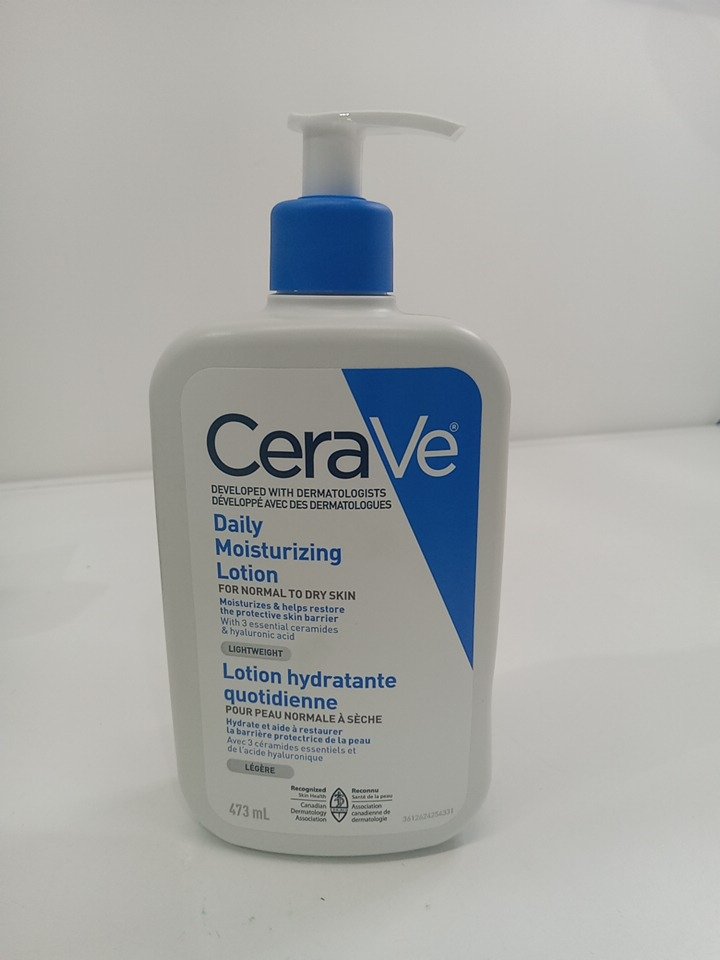 CeraVe®
DEVELOPED WITH DERMATOLOGISTS
DÉVELOPPÉ AVEC DES DERMATOLOGUES
Daily
Moisturizing
Lotion
FOR NORMAL TO DRY SKIN
Moisturizes & helps restore
the protective skin barrier
With 3 essential ceramides
& hyaluronic acid
LIGHTWEIGHT
Lotion hydratante
quotidienne
POUR PEAU NORMALE À SÈCHE
Hydrate et aide à restaurer
la barrière protectrice de la peau
Avec 3 céramides essentiels et
de l'acide hyaluronique
LÉGÈRE
473 mL
Recognized
Skin Health
Canadian
Dermatology
Association
Reconnu
Santé de la peau
Association
canadienne de
dermatologie